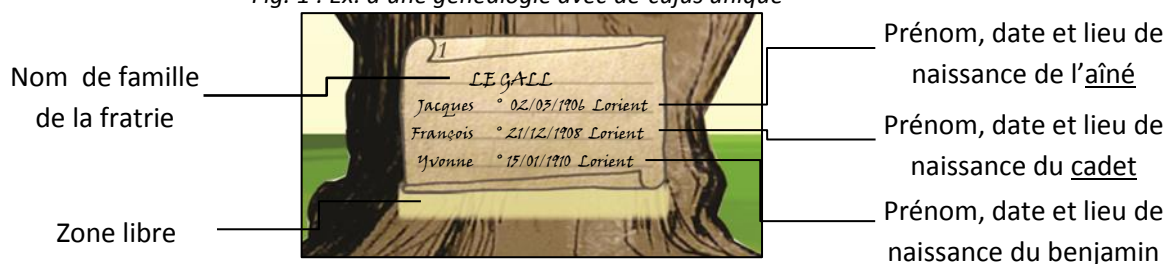 Fig. 1 : Ex. d'une généalogie avec de-cujus unique
Nom de famille
de la fratrie
Zone libre
1
LE GALL
Jacques ° 02/03/1906 Lorient
François ° 21/12/1908 Lorient
Yvonne ° 15/01/1910 Lorient
Prénom, date et lieu de
naissance de l'aîné
Prénom, date et lieu de
naissance du cadet
Prénom, date et lieu de
naissance du benjamin